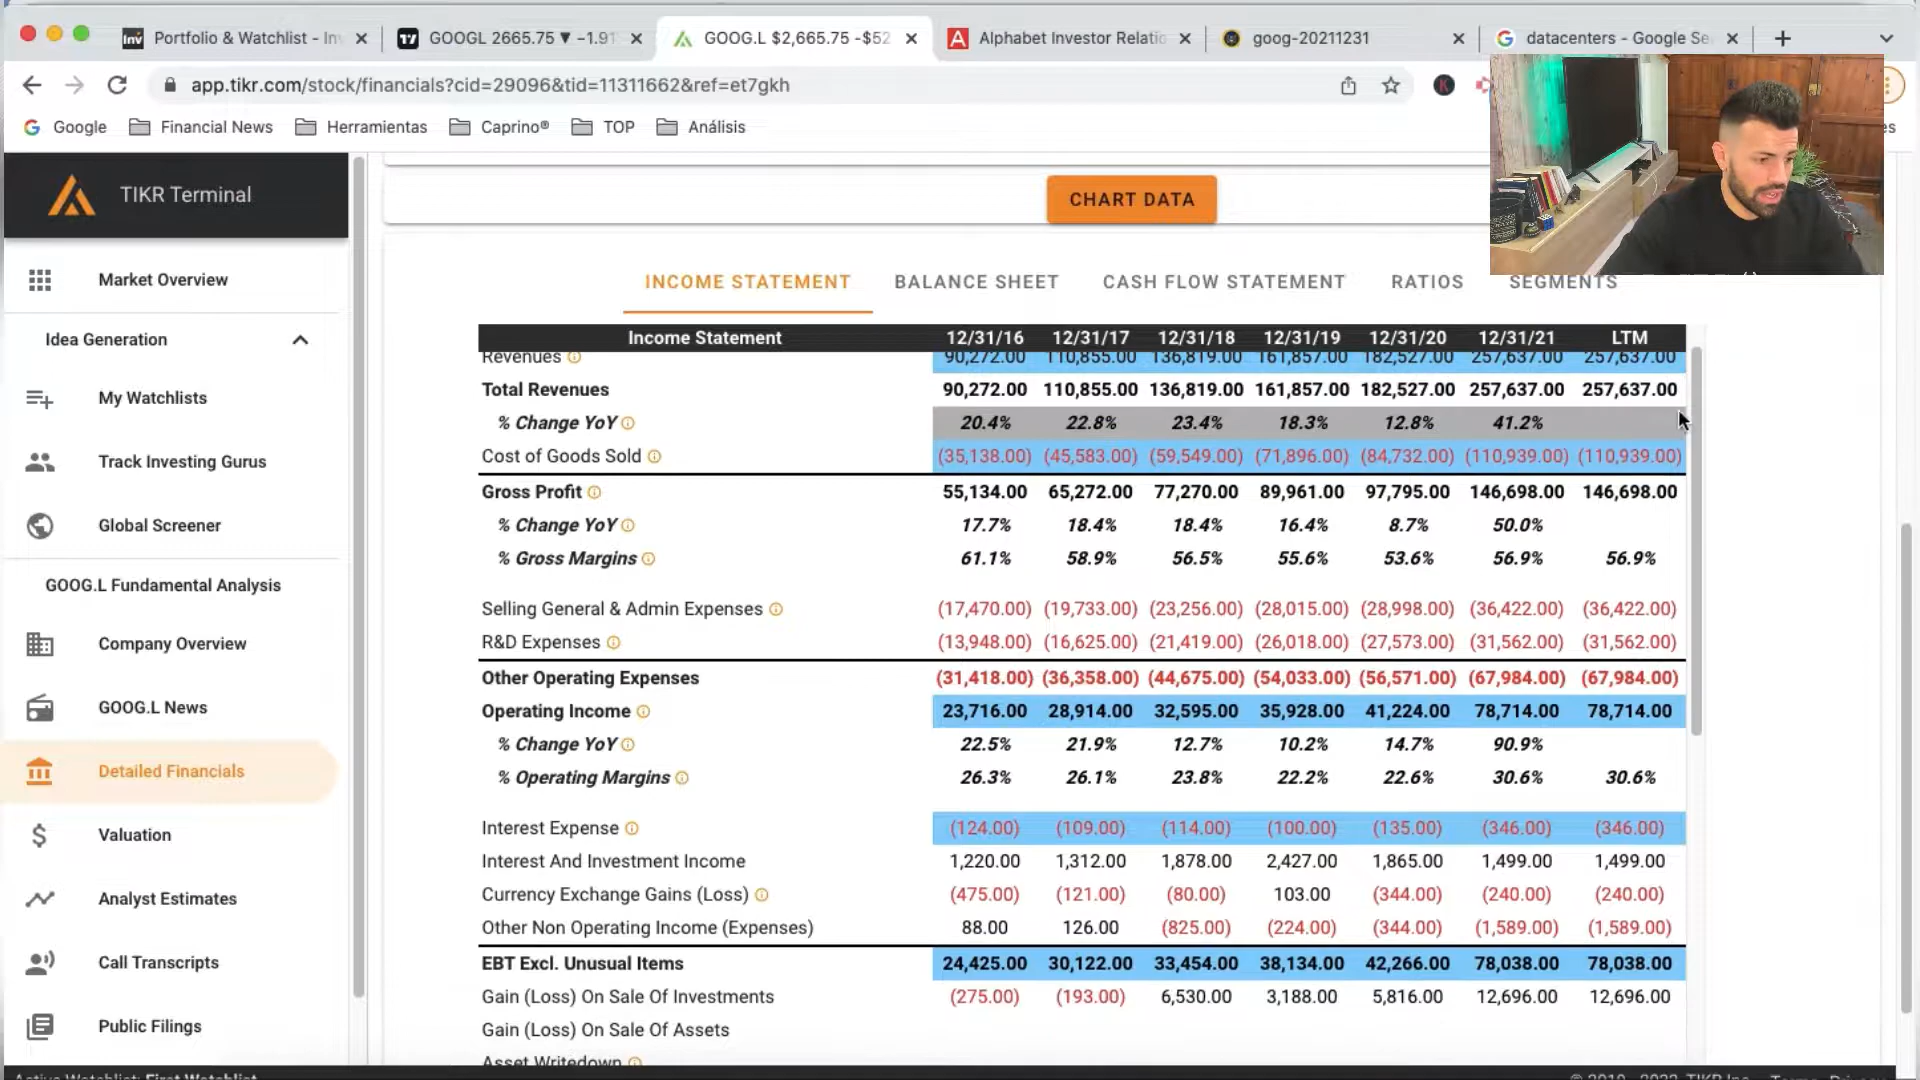 Inv Portfolio & Watchlist - In
GOOGL 2665.75 ▼ −1.91
GOOG.L $2,665.75 -$52
A Alphabet Investor Relatio
goog-20211231
datacenters - Google Se
app.tikr.com/stock/financials?cid=29096&tid=11311662&ref=et7gkh
K
Google Financial News Herramientas Caprino® TOP Análisis
TIKR Terminal
CHART DATA
Market Overview
INCOME STATEMENT BALANCE SHEET CASH FLOW STATEMENT RATIOS SEGMENTS
Idea Generation
My Watchlists
Track Investing Gurus
Global Screener
GOOG.L Fundamental Analysis
Company Overview
GOOG.L News
Detailed Financials
Valuation
Analyst Estimates
Call Transcripts
Public Filings
Income Statement 12/31/16 12/31/17 12/31/18 12/31/19 12/31/20 12/31/21 LTM
Revenues 90,272.00 110,855.00 136,819.00 161,857.00 182,527.00 257,637.00 257,637.00
Total Revenues 90,272.00 110,855.00 136,819.00 161,857.00 182,527.00 257,637.00 257,637.00
% Change YoY 20.4% 22.8% 23.4% 18.3% 12.8% 41.2%
Cost of Goods Sold (35,138.00) (45,583.00) (59,549.00) (71,896.00) (84,732.00) (110,939.00) (110,939.00)
Gross Profit 55,134.00 65,272.00 77,270.00 89,961.00 97,795.00 146,698.00 146,698.00
% Change YoY 17.7% 18.4% 18.4% 16.4% 8.7% 50.0%
% Gross Margins 61.1% 58.9% 56.5% 55.6% 53.6% 56.9% 56.9%
Selling General & Admin Expenses (17,470.00) (19,733.00) (23,256.00) (28,015.00) (28,998.00) (36,422.00) (36,422.00)
R&D Expenses (13,948.00) (16,625.00) (21,419.00) (26,018.00) (27,573.00) (31,562.00) (31,562.00)
Other Operating Expenses (31,418.00) (36,358.00) (44,675.00) (54,033.00) (56,571.00) (67,984.00) (67,984.00)
Operating Income 23,716.00 28,914.00 32,595.00 35,928.00 41,224.00 78,714.00 78,714.00
% Change YoY 22.5% 21.9% 12.7% 10.2% 14.7% 90.9%
% Operating Margins 26.3% 26.1% 23.8% 22.2% 22.6% 30.6% 30.6%
Interest Expense (124.00) (109.00) (114.00) (100.00) (135.00) (346.00) (346.00)
Interest And Investment Income 1,220.00 1,312.00 1,878.00 2,427.00 1,865.00 1,499.00 1,499.00
Currency Exchange Gains (Loss) (475.00) (121.00) (80.00) 103.00 (344.00) (240.00) (240.00)
Other Non Operating Income (Expenses) 88.00 126.00 (825.00) (224.00) (344.00) (1,589.00) (1,589.00)
EBT Excl. Unusual Items 24,425.00 30,122.00 33,454.00 38,134.00 42,266.00 78,038.00 78,038.00
Gain (Loss) On Sale Of Investments (275.00) (193.00) 6,530.00 3,188.00 5,816.00 12,696.00 12,696.00
Gain (Loss) On Sale Of Assets
Asset Writedown